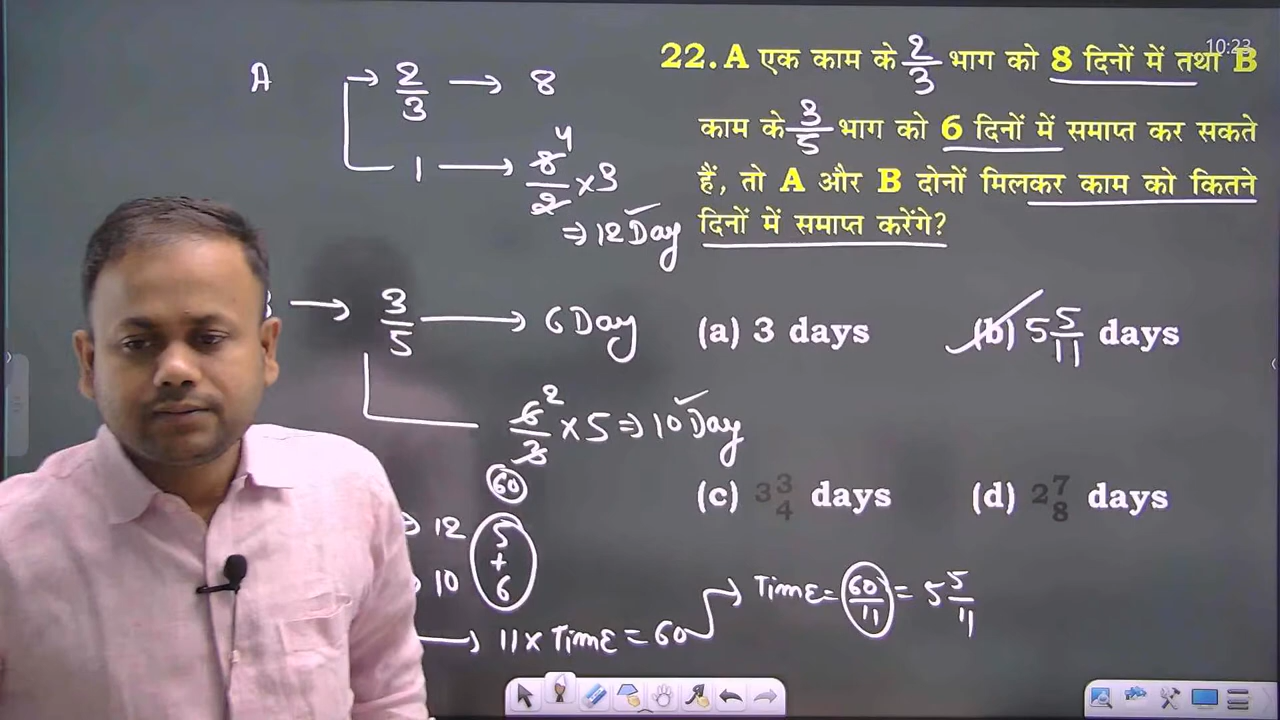 10:23
22. A एक काम के 2/3 भाग को 8 दिनों में तथा B
काम के 3/5 भाग को 6 दिनों में समाप्त कर सकते
हैं, तो A और B दोनों मिलकर काम को कितने
दिनों में समाप्त करेंगे?
(a) 3 days (b) 5 5/11 days
(c) 3 3/4 days (d) 2 7/8 days
A → 2/3 → 8
1 → 8/2 4 × 3
⇒ 12 Day
→ 3/5 → 6 Day
6/3 2 × 5 ⇒ 10 Day
60
12 5
+
10 6
→ 11 × Time = 60
→ Time = 60/11 = 5 5/11